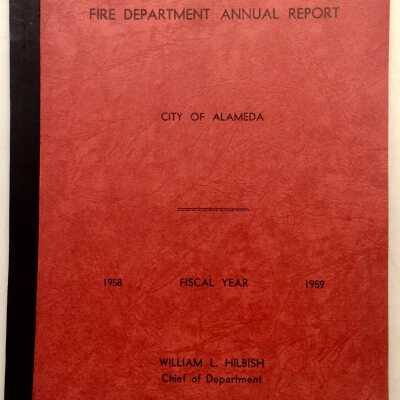 FIRE DEPARTMENT ANNUAL REPORT
CITY OF ALAMEDA
1958 FISCAL YEAR 1959
WILLIAM L. HILBISH
Chief of Department